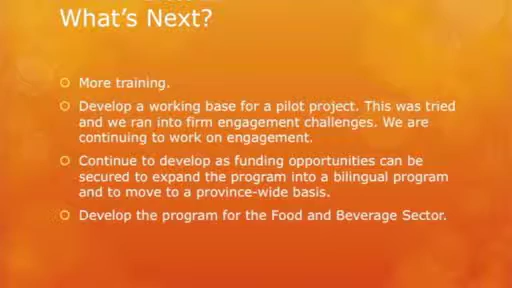 What's Next?
More training.
Develop a working base for a pilot project. This was tried
and we ran into firm engagement challenges. We are
continuing to work on engagement.
Continue to develop as funding opportunities can be
secured to expand the program into a bilingual program
and to move to a province-wide basis.
Develop the program for the Food and Beverage Sector.